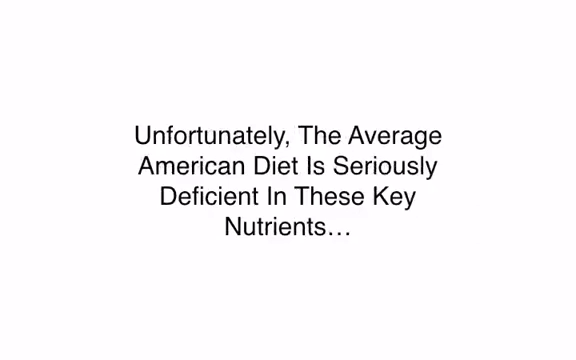 Unfortunately, The Average
American Diet Is Seriously
Deficient In These Key
Nutrients…